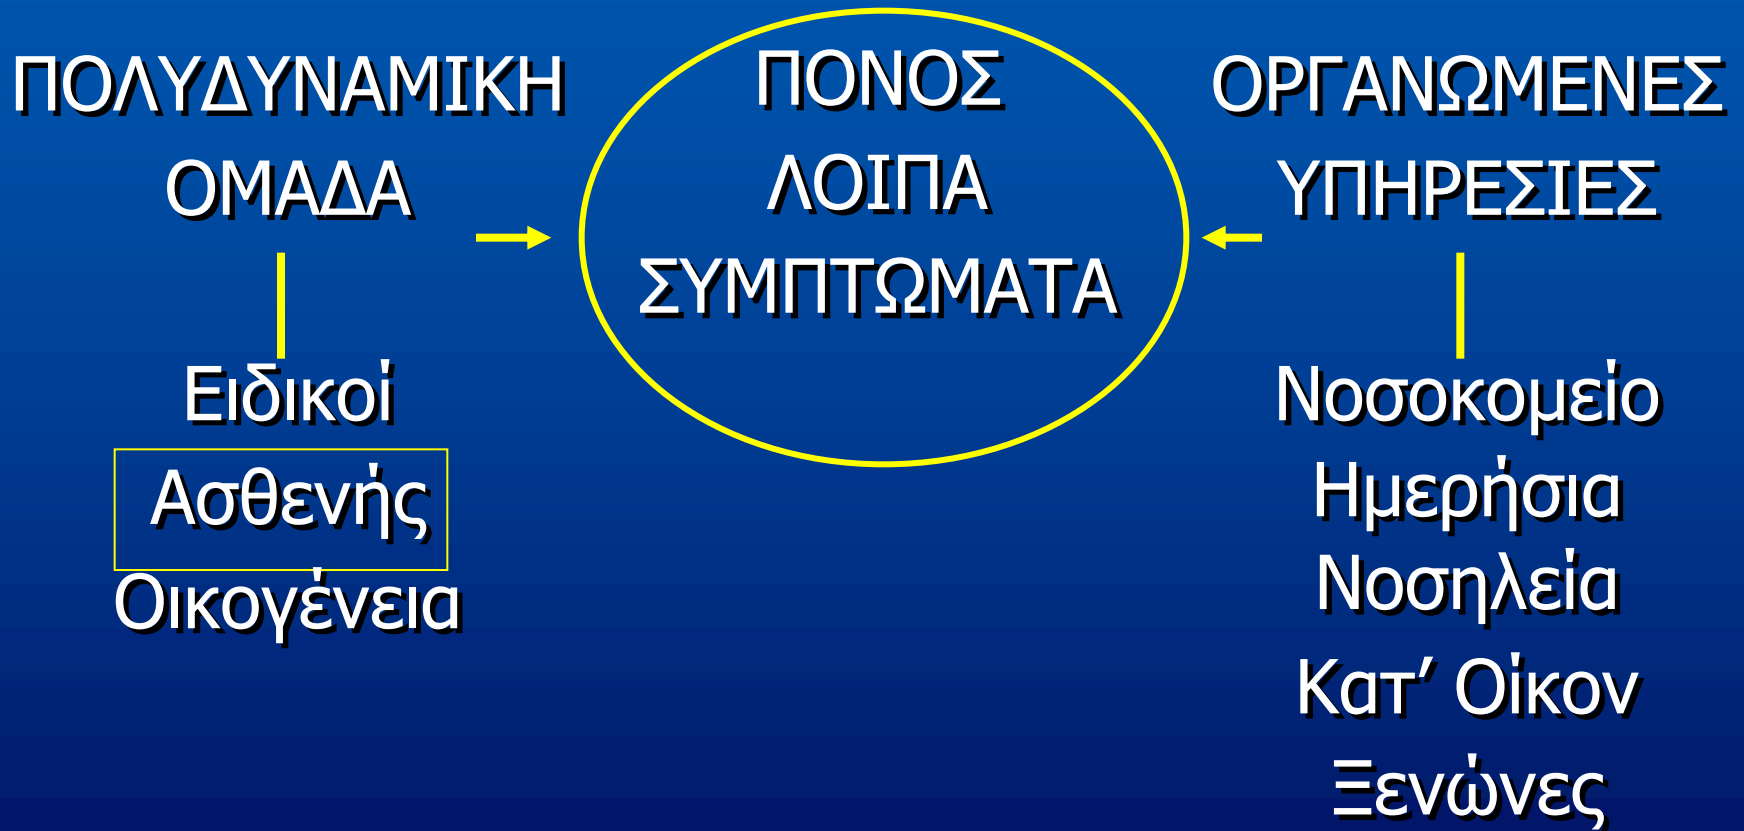 ΠΟΛΥΔΥΝΑΜΙΚΗ
ΟΜΑΔΑ
Ειδικοί
Ασθενής
Οικογένεια
ΠΟΝΟΣ
ΛΟΙΠΑ
ΣΥΜΠΤΩΜΑΤΑ
ΟΡΓΑΝΩΜΕΝΕΣ
ΥΠΗΡΕΣΙΕΣ
Νοσοκομείο
Ημερήσια
Νοσηλεία
Κατ’ Οίκον
Ξενώνες